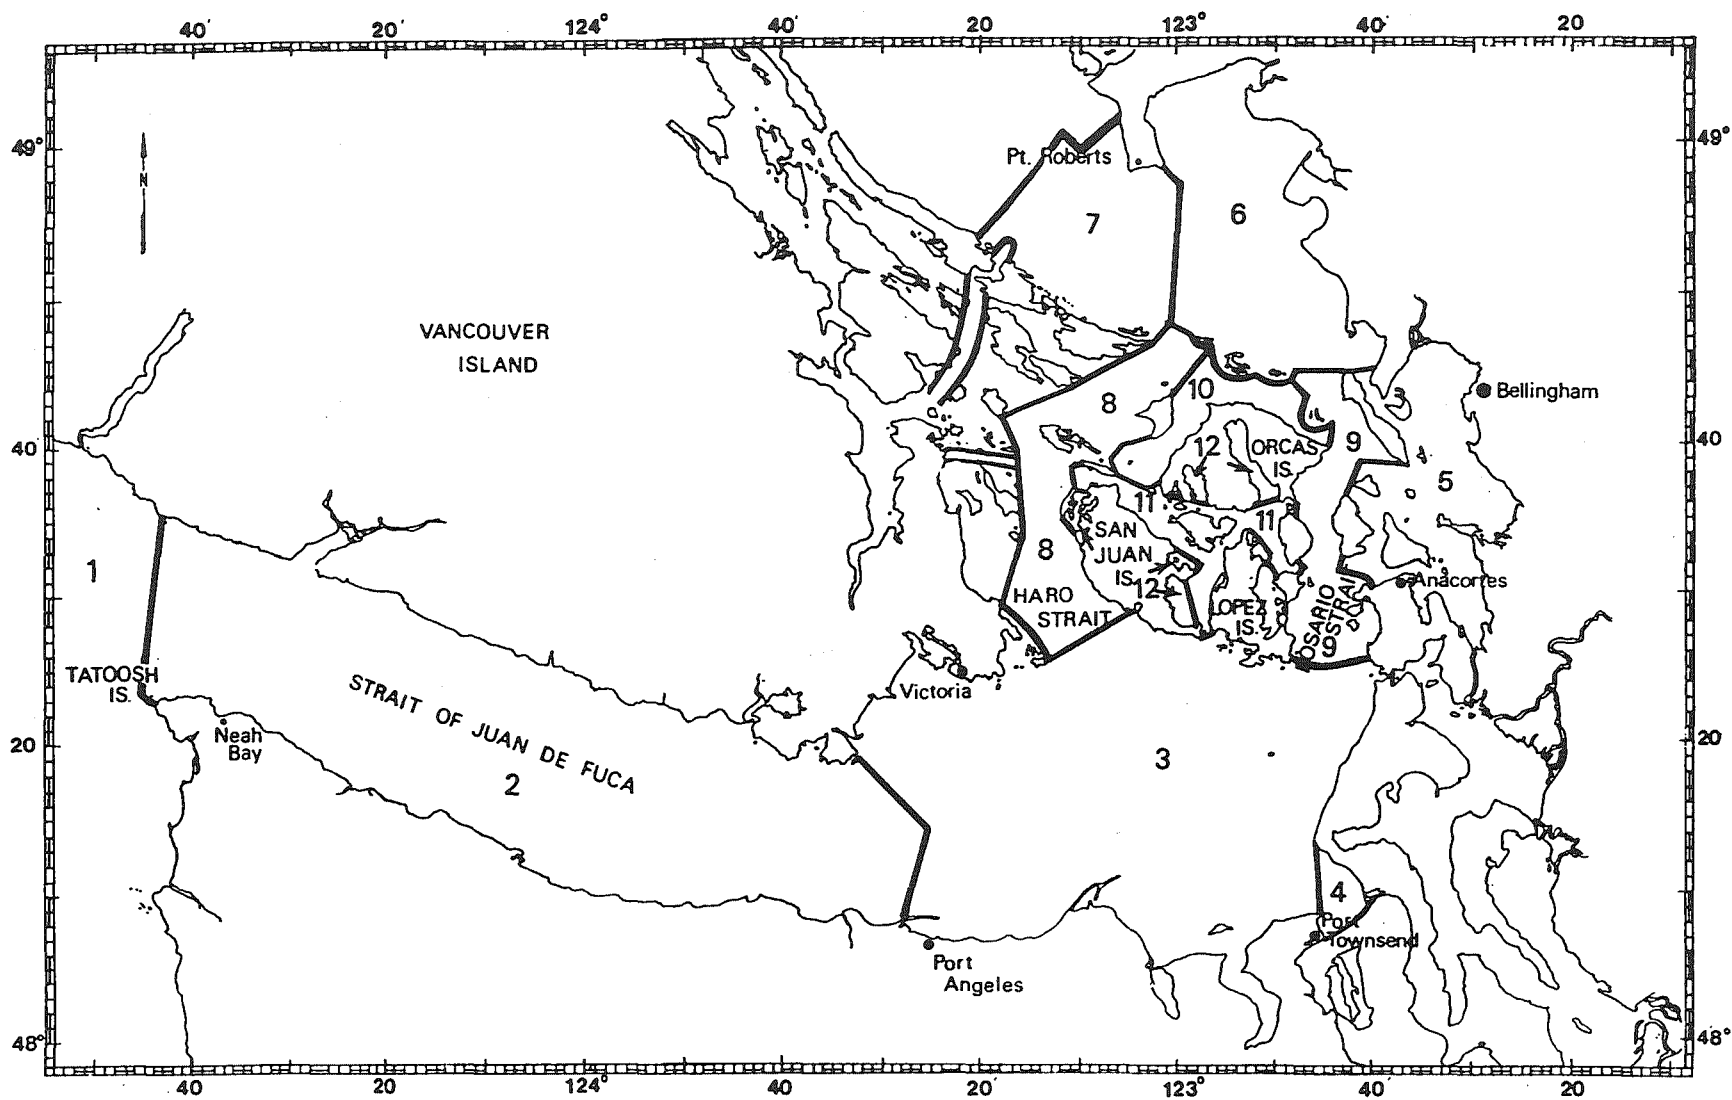 40′ 20′ 124° 40′ 20′ 123° 40′ 20
49° 49°
N
Pt. Roberts
7 6
VANCOUVER
ISLAND
8 10 3 Bellingham
40 12 ORCAS 9 40
IS.
5
11 11
SAN
8 JUAN
1 IS. Anacortes
12
HARO LOPEZ ROSARIO
STRAIT IS. STRAIT
9
TATOOSH
IS. Victoria
STRAIT OF JUAN DE FUCA
Neah
Bay
20 20
2 3
4
Port
Townsend
Port
Angeles
48° 48°
40 20 124° 40 20′ 123° 40 20